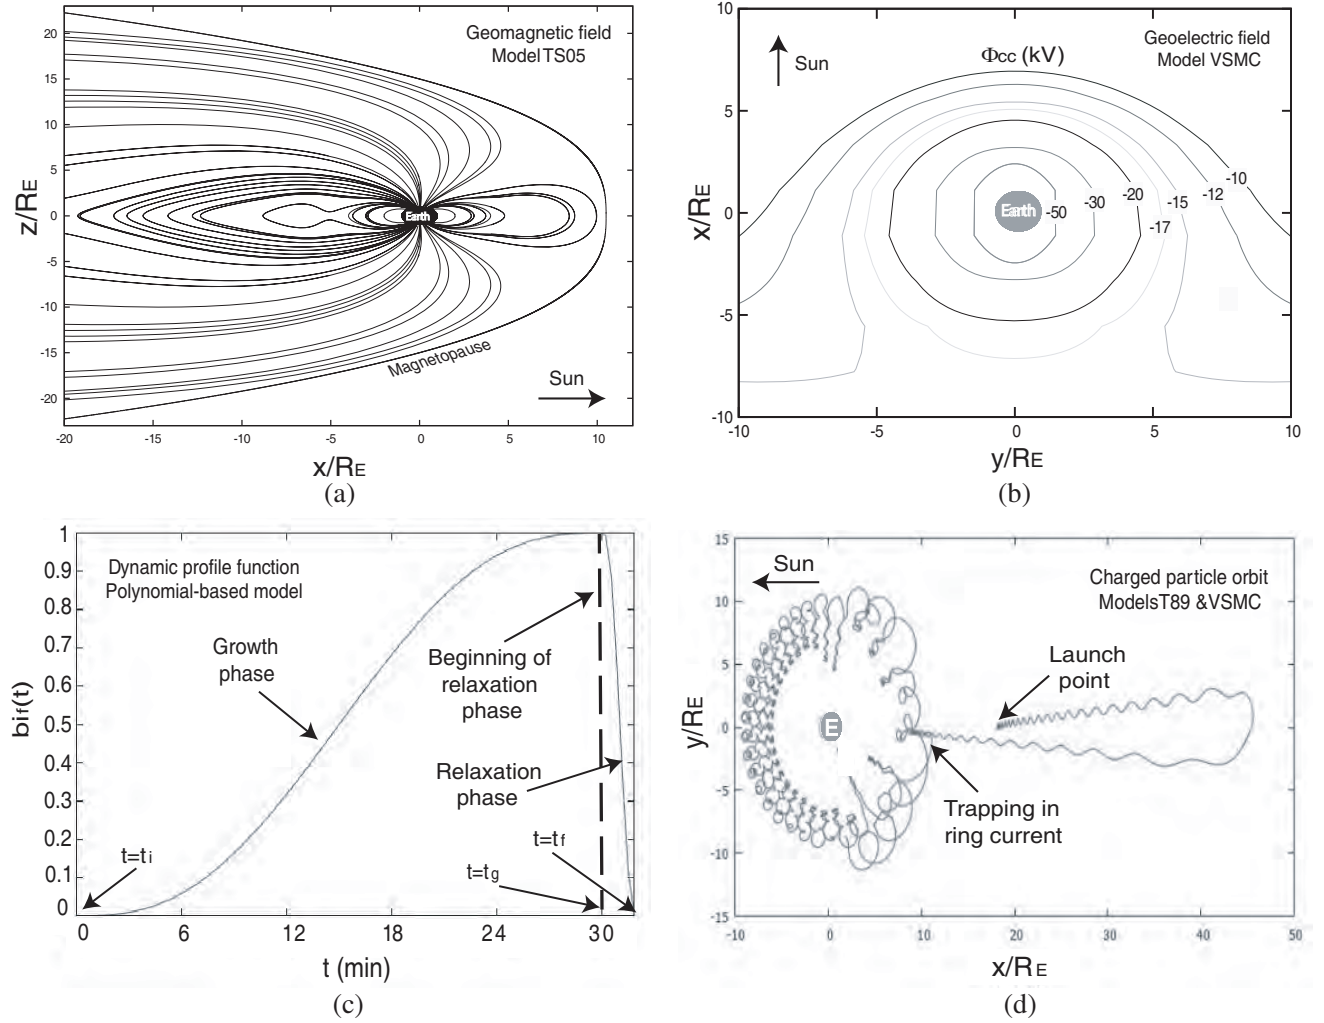 Geomagnetic field
Model TS05
z/RE
20
15
10
5
0
-5
-10
-15
-20
Earth
Magnetopause
Sun
-20
-15
-10
-5
0
5
10
x/RE
(a)
10
5
0
-5
-10
x/RE
Sun
Φcc (kV)
Geoelectric field
Model VSMC
Earth
-50
-30
-20
-17
-15
-12
-10
-10
-5
0
5
10
y/RE
(b)
1
0.9
0.8
0.7
0.6
0.5
0.4
0.3
0.2
0.1
0
bif(t)
Dynamic profile function
Polynomial-based model
Growth
phase
Beginning of
relaxation
phase
Relaxation
phase
t=ti
t=tg
t=tf
0
6
12
18
24
30
t (min)
(c)
15
10
5
0
-5
-10
-15
y/RE
Sun
Charged particle orbit
ModelsT89 &VSMC
Launch
point
E
Trapping in
ring current
-10
0
10
20
30
40
50
x/RE
(d)